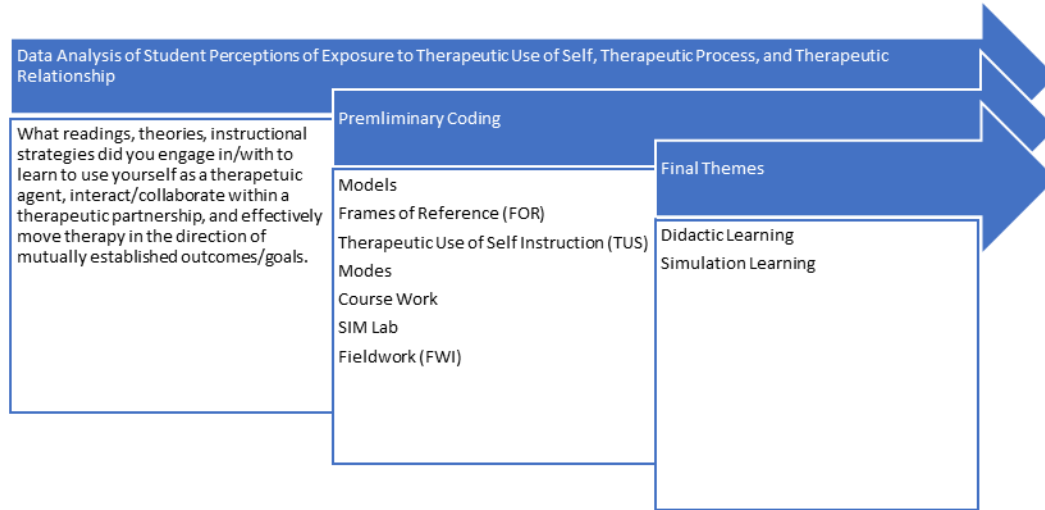 Data Analysis of Student Perceptions of Exposure to Therapeutic Use of Self, Therapeutic Process, and Therapeutic
Relationship
What readings, theories, instructional
strategies did you engage in/with to
learn to use yourself as a therapetuic
agent, interact/collaborate within a
therapeutic partnership, and effectively
move therapy in the direction of
mutually established outcomes/goals.
Premliminary Coding
Models
Frames of Reference (FOR)
Therapeutic Use of Self Instruction (TUS)
Modes
Course Work
SIM Lab
Fieldwork (FWI)
Final Themes
Didactic Learning
Simulation Learning